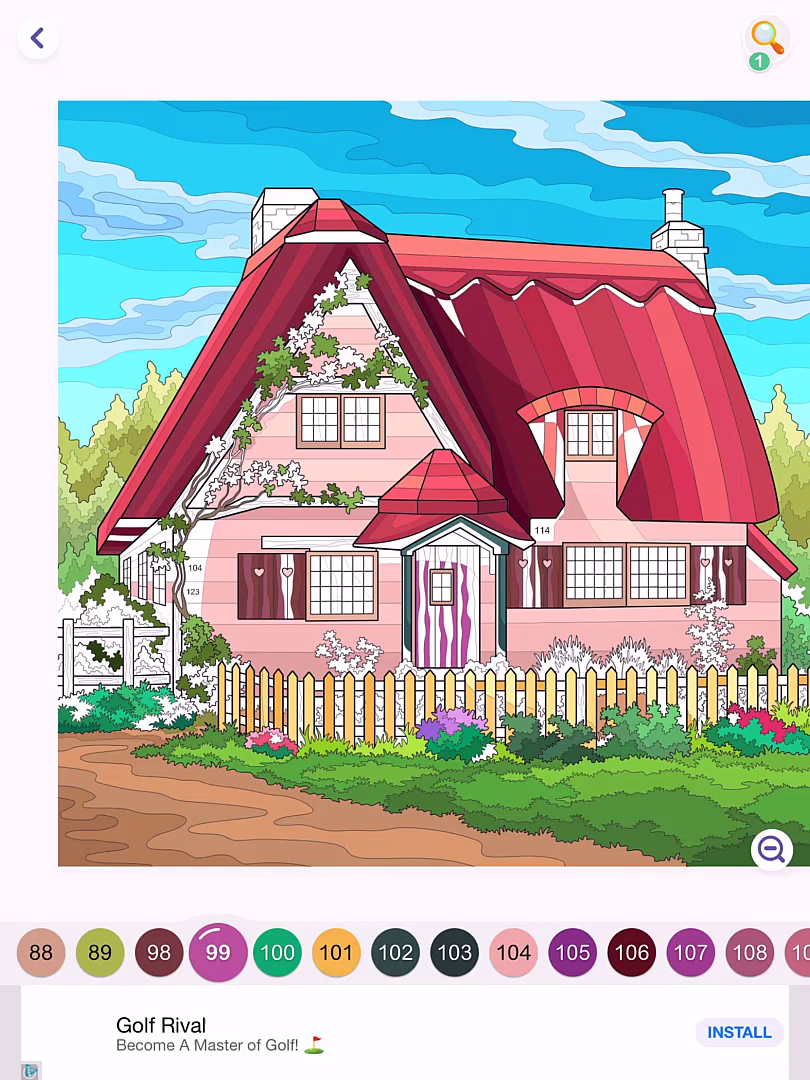 1
114
104
123
88 89 98 99 100 101 102 103 104 105 106 107 108
Golf Rival
Become A Master of Golf!
INSTALL